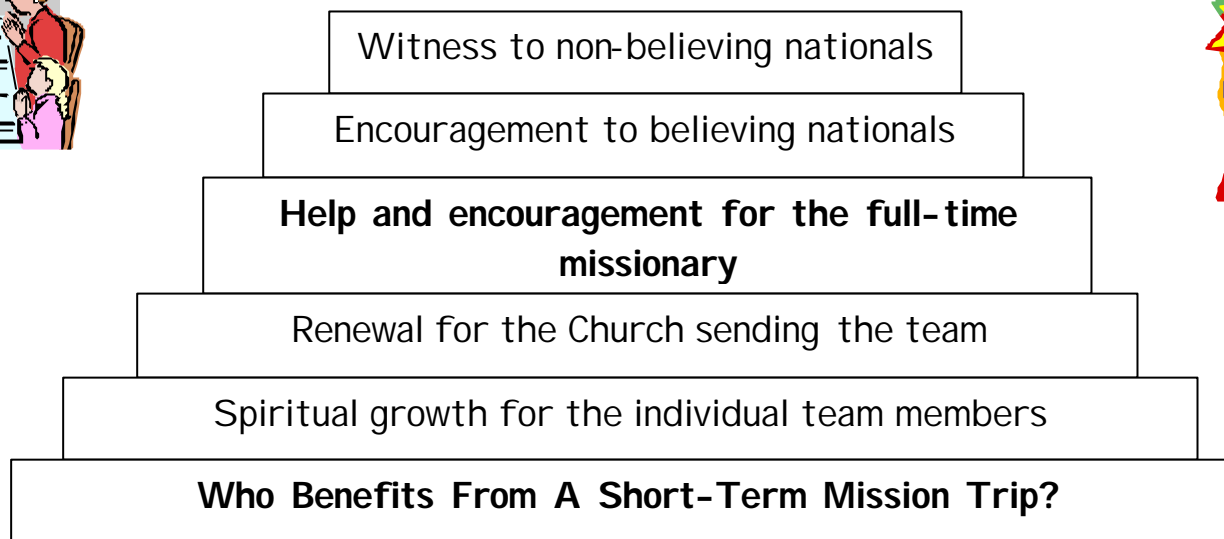 Witness to non-believing nationals
Encouragement to believing nationals
Help and encouragement for the full-time
missionary
Renewal for the Church sending the team
Spiritual growth for the individual team members
Who Benefits From A Short-Term Mission Trip?